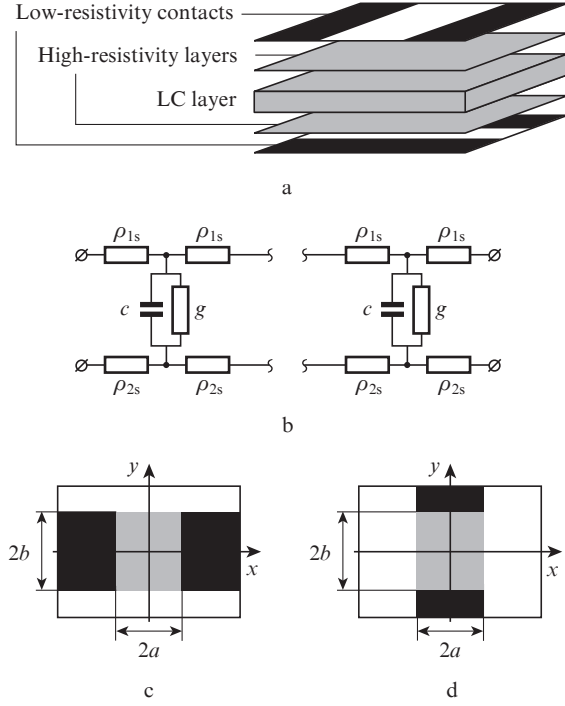 Low-resistivity contacts
High-resistivity layers
LC layer
a
ρ1s ρ1s ρ1s ρ1s
c g c g
ρ2s ρ2s ρ2s ρ2s
b
y y
2b x 2b x
2a 2a
c d